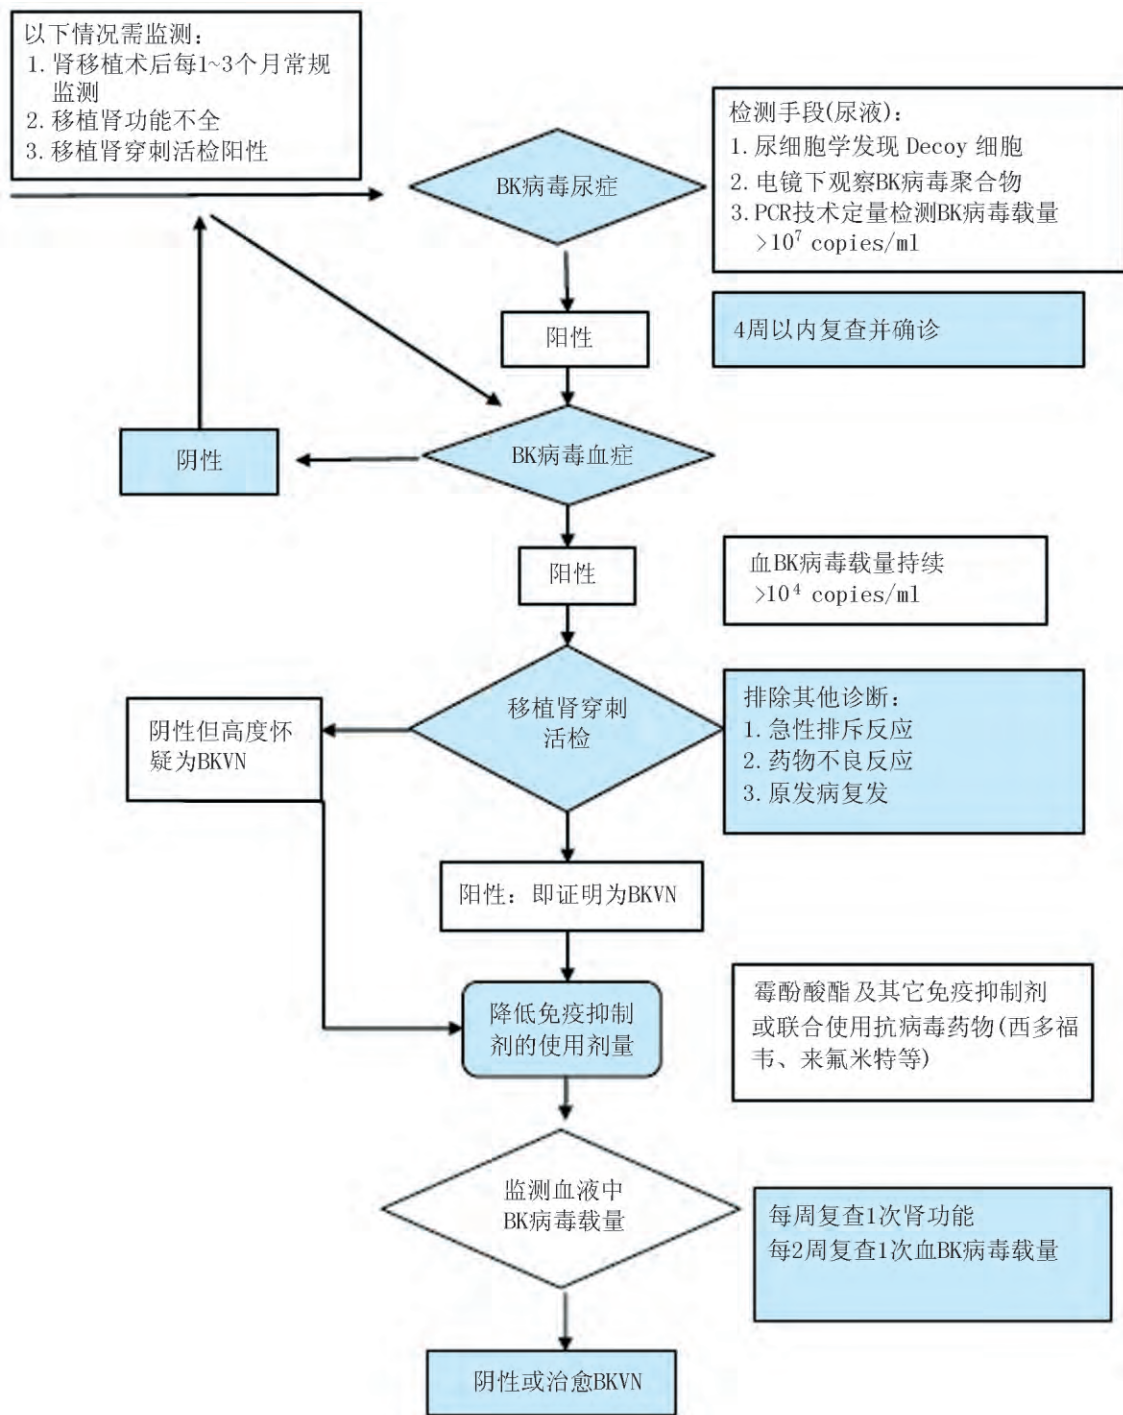 以下情况需监测：
1. 肾移植术后每1~3个月常规
监测
2. 移植肾功能不全
3. 移植肾穿刺活检阳性
BK病毒尿症
检测手段(尿液)：
1. 尿细胞学发现 Decoy 细胞
2. 电镜下观察BK病毒聚合物
3. PCR技术定量检测BK病毒载量
>10⁷ copies/ml
阳性
4周以内复查并确诊
阴性
BK病毒血症
阳性
血BK病毒载量持续
>10⁴ copies/ml
阴性但高度怀
疑为BKVN
移植肾穿刺
活检
排除其他诊断：
1. 急性排斥反应
2. 药物不良反应
3. 原发病复发
阳性：即证明为BKVN
降低免疫抑制
剂的使用剂量
霉酚酸酯及其它免疫抑制剂
或联合使用抗病毒药物(西多福
韦、来氟米特等)
监测血液中
BK病毒载量
每周复查1次肾功能
每2周复查1次血BK病毒载量
阴性或治愈BKVN